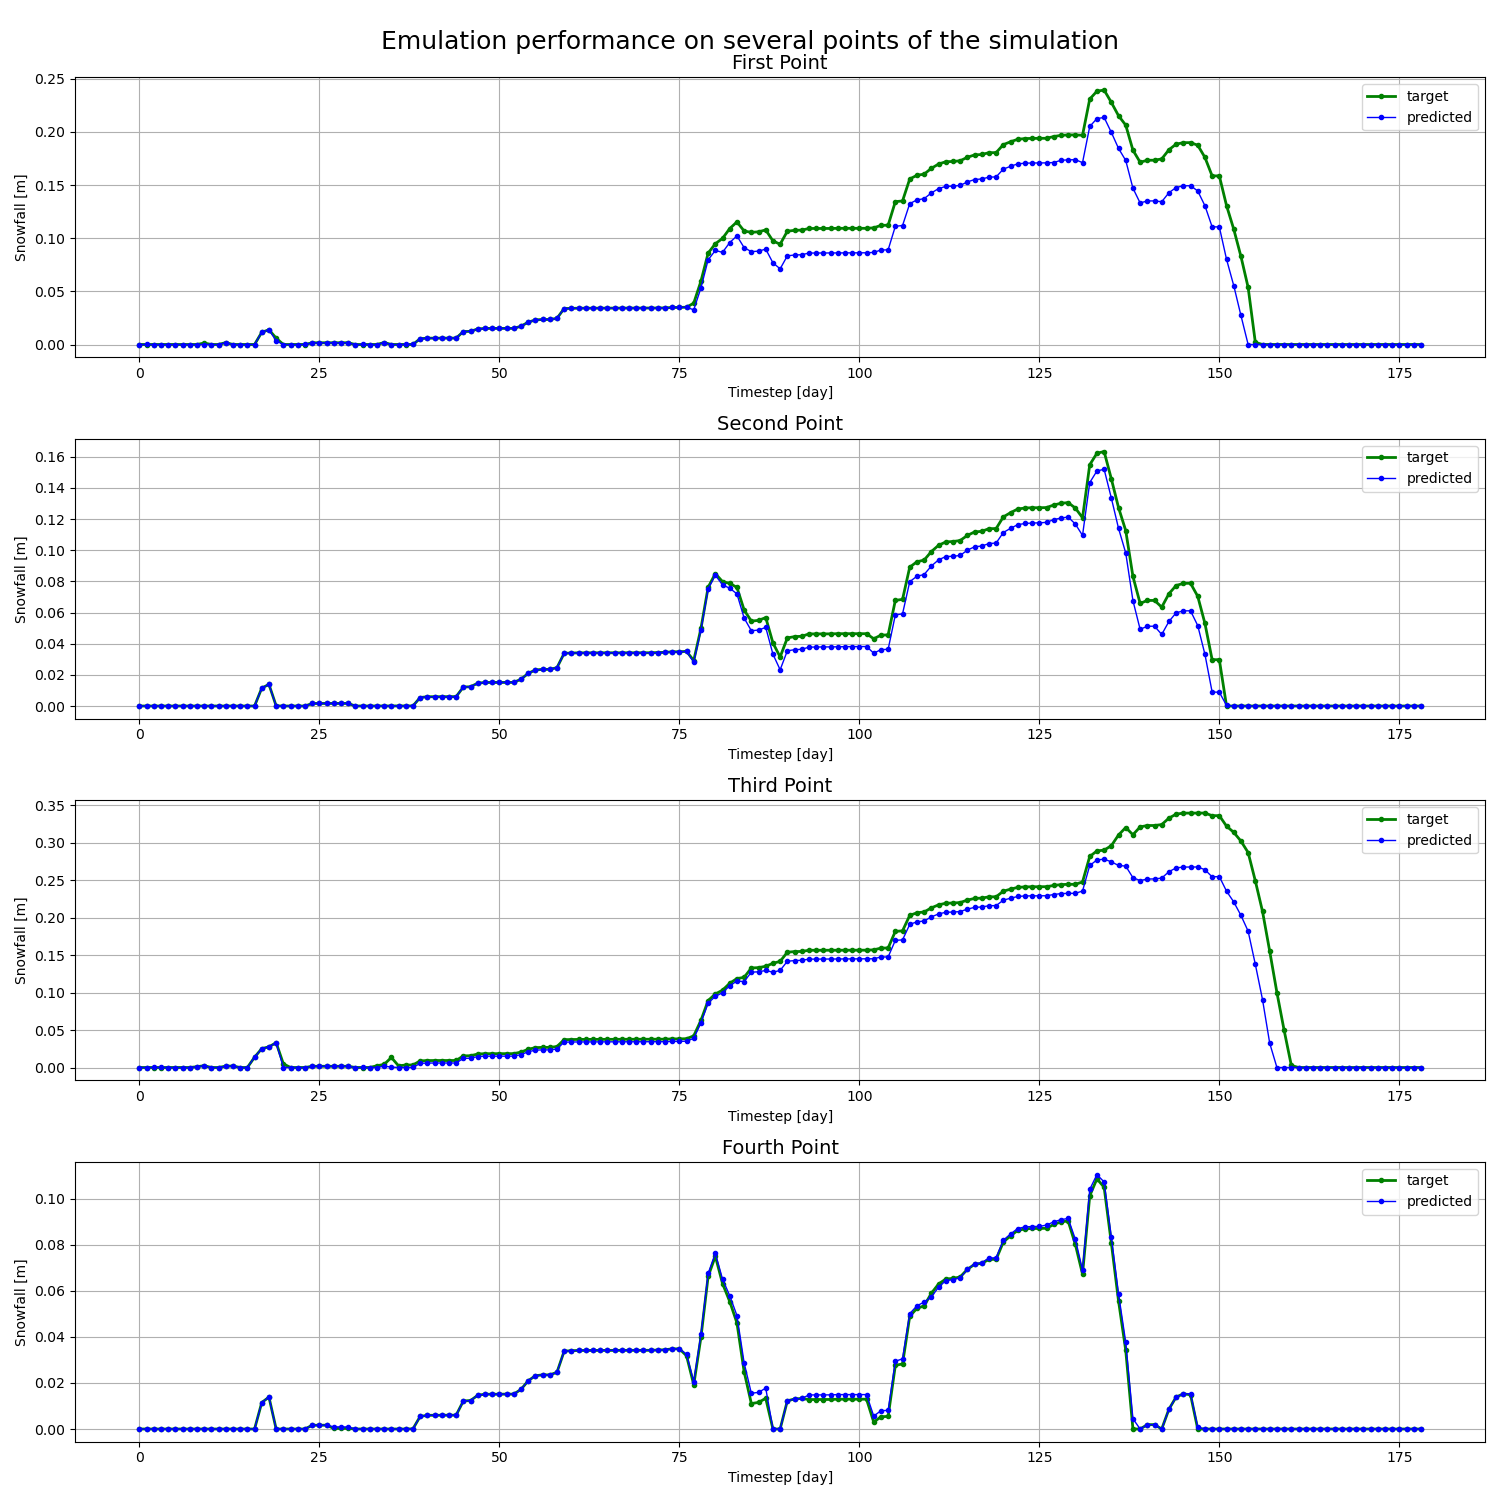 Emulation performance on several points of the simulation
First Point
0.25
0.20
0.15
0.10
0.05
0.00
Snowfall [m]
target
predicted
0 25 50 75 100 125 150 175
Timestep [day]
Second Point
0.16
0.14
0.12
0.10
0.08
0.06
0.04
0.02
0.00
Snowfall [m]
target
predicted
0 25 50 75 100 125 150 175
Timestep [day]
Third Point
0.35
0.30
0.25
0.20
0.15
0.10
0.05
0.00
Snowfall [m]
target
predicted
0 25 50 75 100 125 150 175
Timestep [day]
Fourth Point
0.10
0.08
0.06
0.04
0.02
0.00
Snowfall [m]
target
predicted
0 25 50 75 100 125 150 175
Timestep [day]